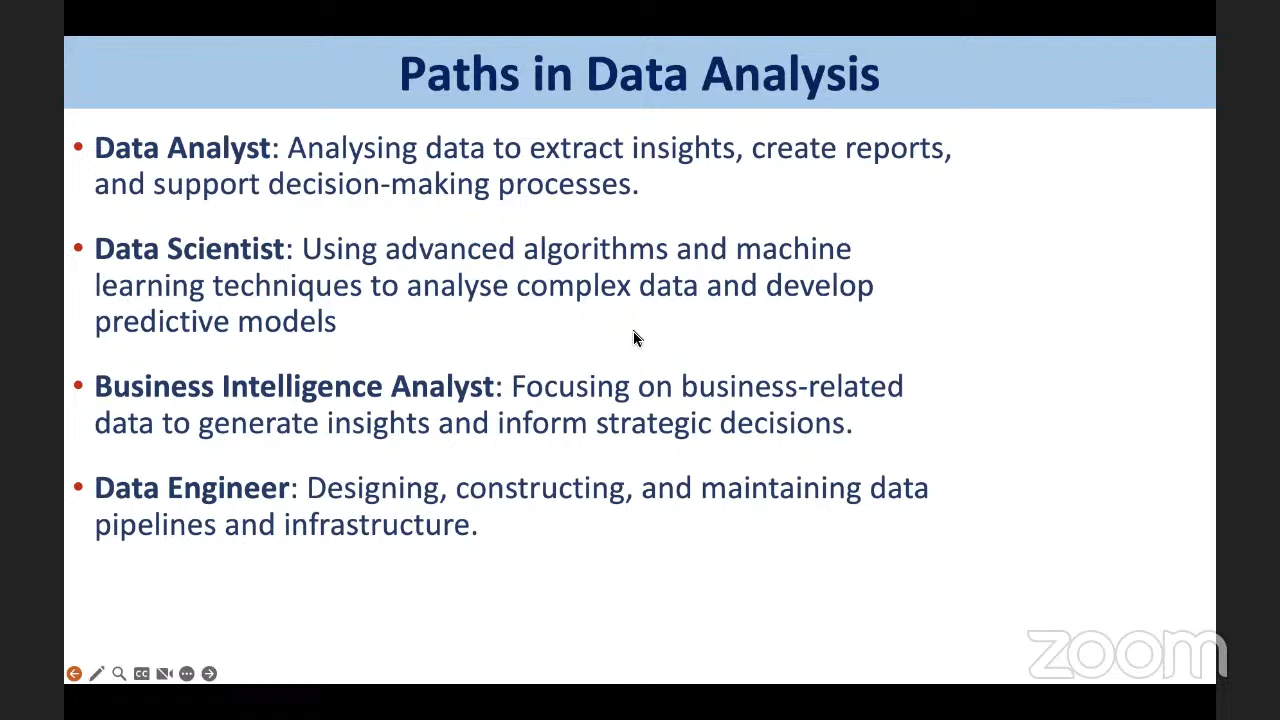 Paths in Data Analysis
• Data Analyst: Analysing data to extract insights, create reports,
and support decision-making processes.
• Data Scientist: Using advanced algorithms and machine
learning techniques to analyse complex data and develop
predictive models
• Business Intelligence Analyst: Focusing on business-related
data to generate insights and inform strategic decisions.
• Data Engineer: Designing, constructing, and maintaining data
pipelines and infrastructure.
CC
zoom